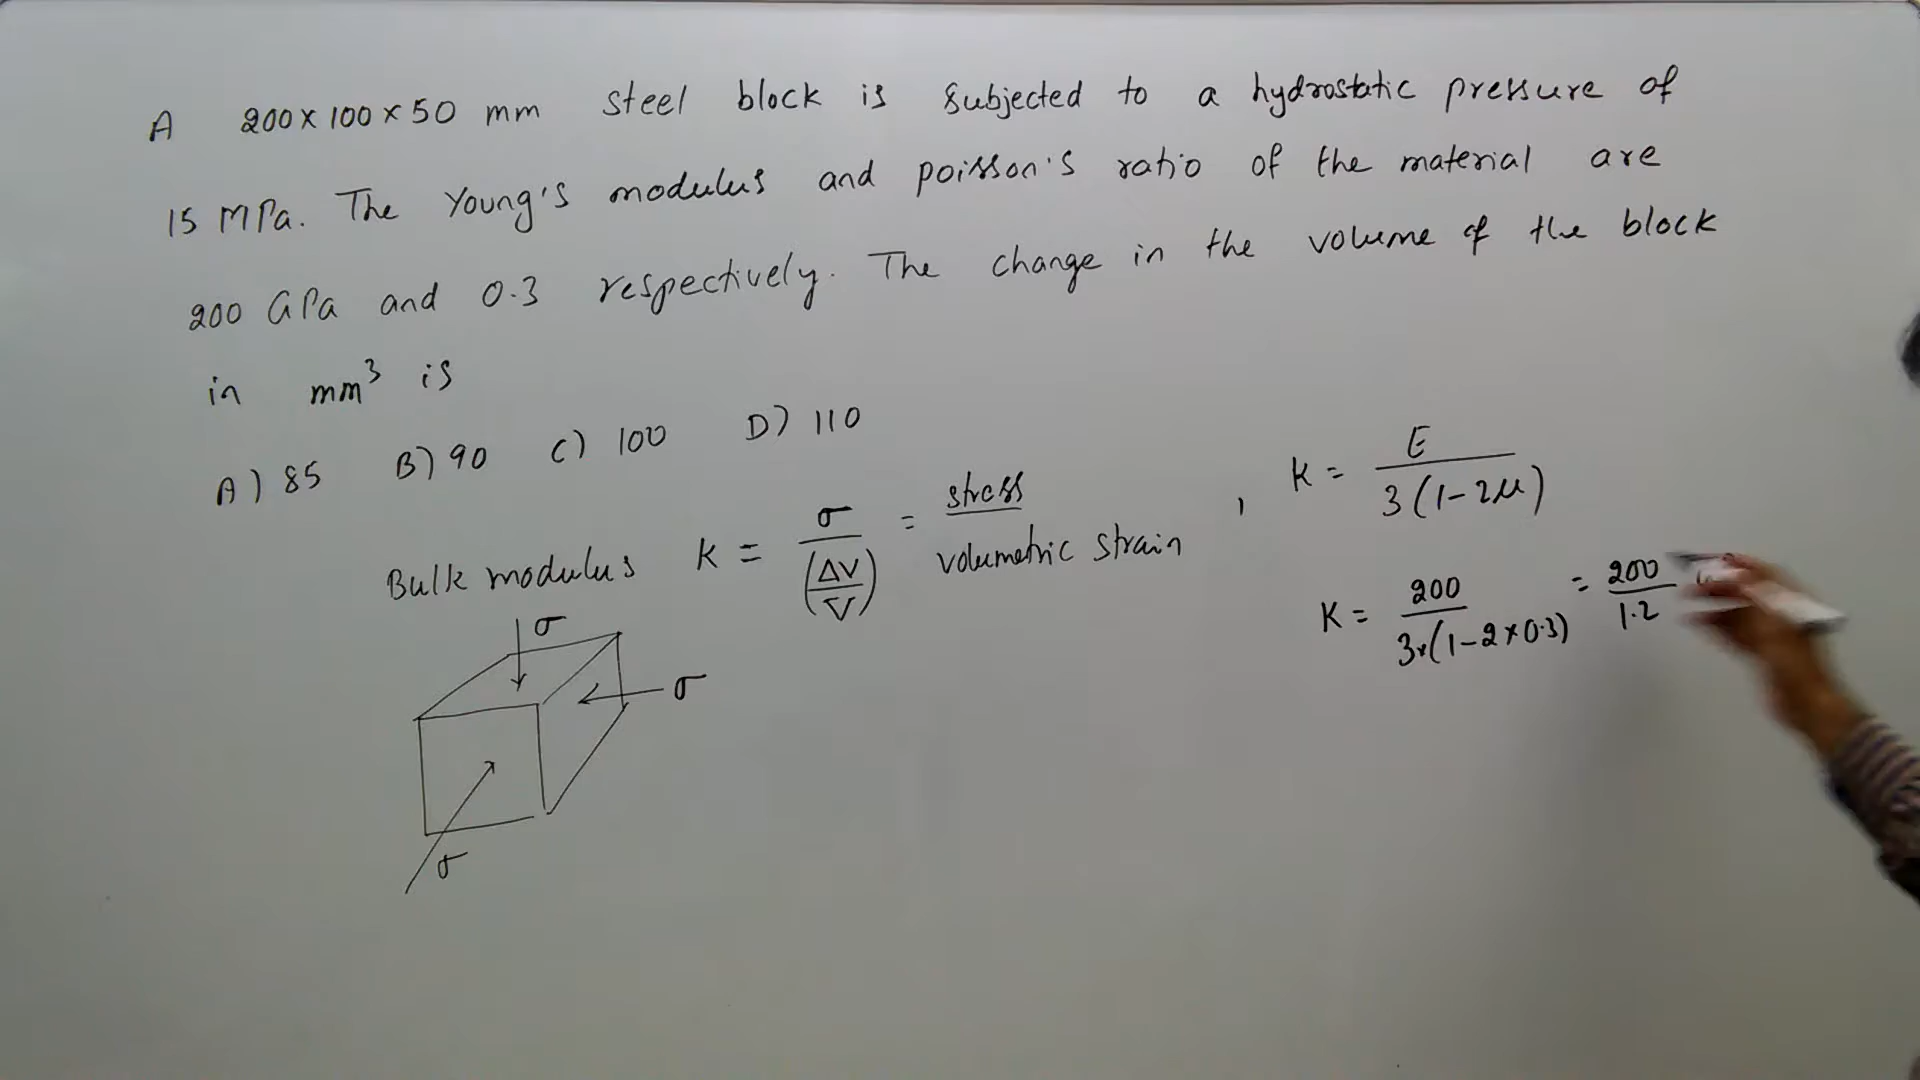 A 200 x 100 x 50 mm steel block is subjected to a hydrostatic pressure of
15 MPa. The Young's modulus and poisson's ratio of the material are
200 GPa and 0.3 respectively. The change in the volume of the block
in mm³ is
A) 85 B) 90 C) 100 D) 110
Bulk modulus K = σ / (ΔV/V) = stress / volumetric strain , K = E / 3(1-2μ)
K = 200 / 3x(1-2x0.3) = 200 / 1.2
σ
σ
σ